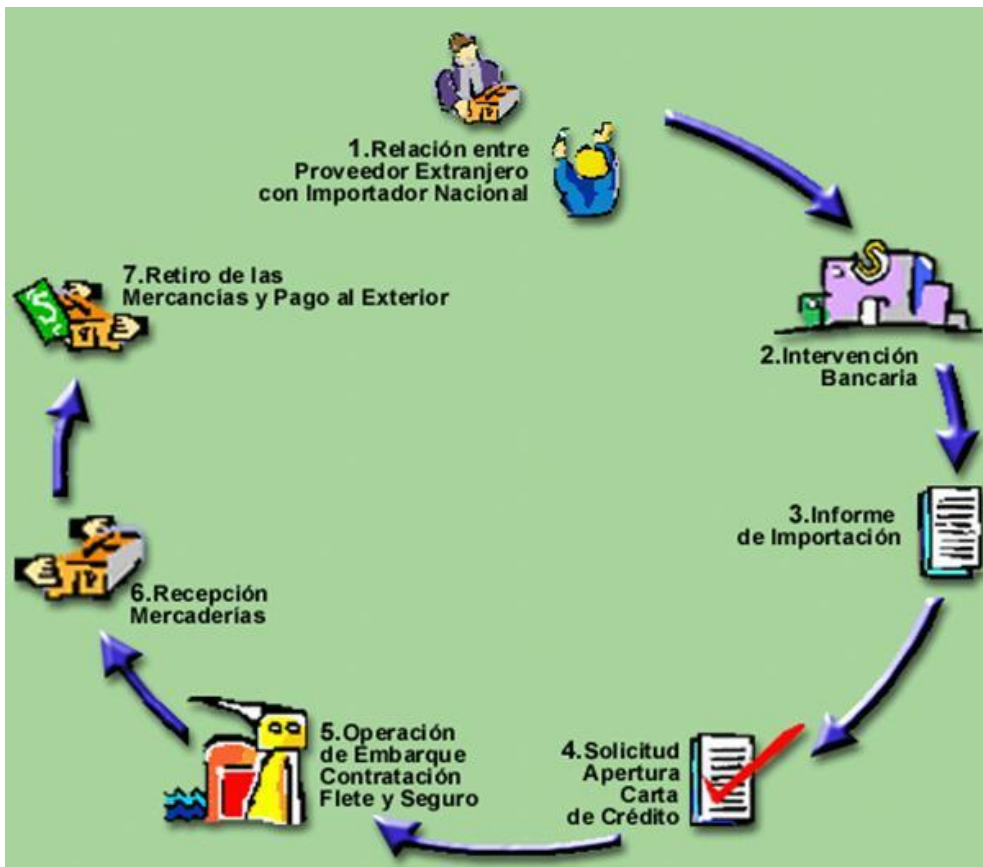 1.Relación entre
Proveedor Extranjero
con Importador Nacional
2.Intervención
Bancaria
3.Informe
de Importación
4.Solicitud
Apertura
Carta
de Crédito
5.Operación
de Embarque
Contratación
Flete y Seguro
6.Recepción
Mercaderías
7.Retiro de las
Mercancías y Pago al Exterior